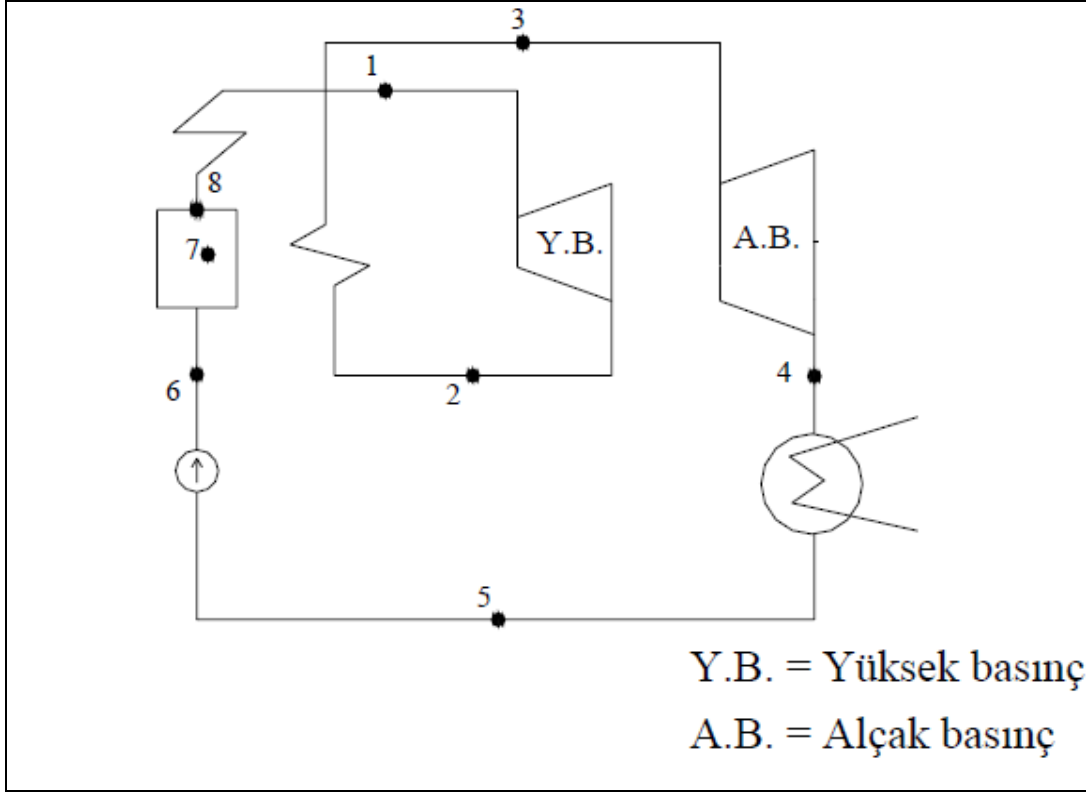 3
1
8
7
Y.B.
A.B.
6
2
4
5
Y.B. = Yüksek basınç
A.B. = Alçak basınç